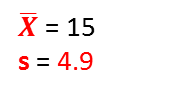 X̅ = 15
s = 4.9